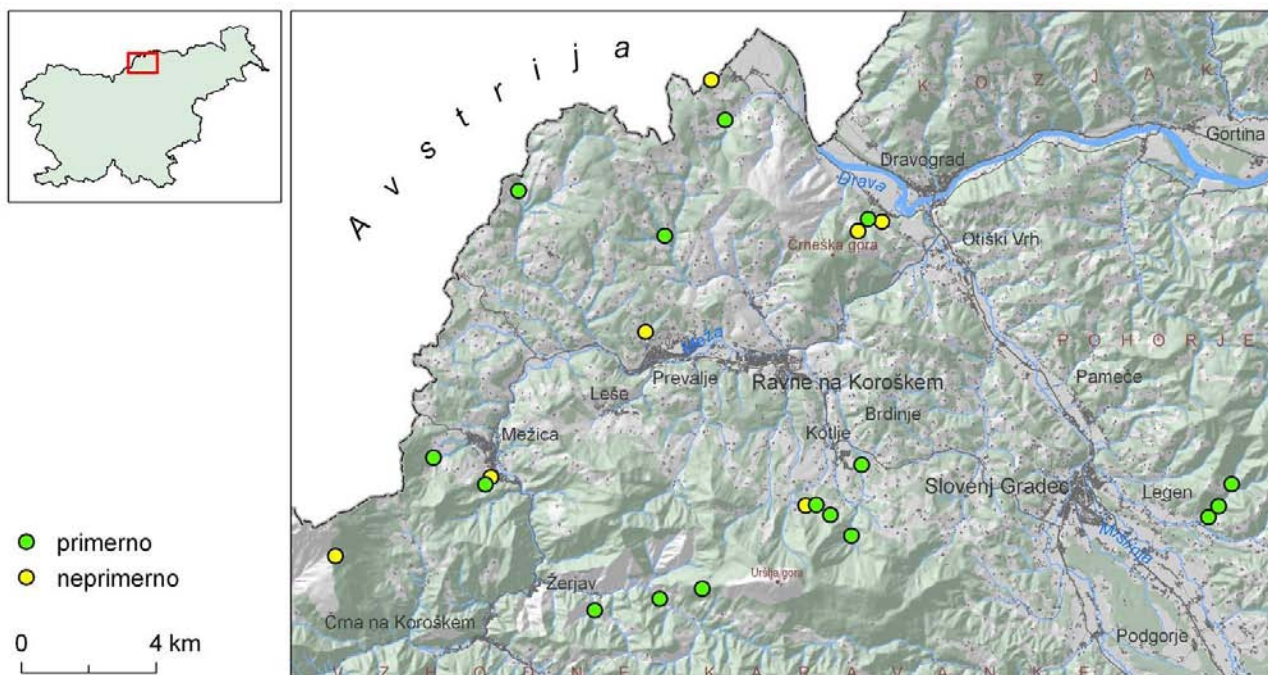 Avstrija
KOZJAK
Gortina
Dravograd
Drava
Otiški Vrh
Črneška gora
POHORJE
Meža
Prevalje
Ravne na Koroškem
Pameče
Leše
Brdinje
Kotlje
Mežica
Slovenj Gradec
Legen
Mislinja
primerno
neprimerno
Uršlja gora
Žerjav
Črna na Koroškem
Podgorje
0 4 km
VZHODNE KARAVANKE